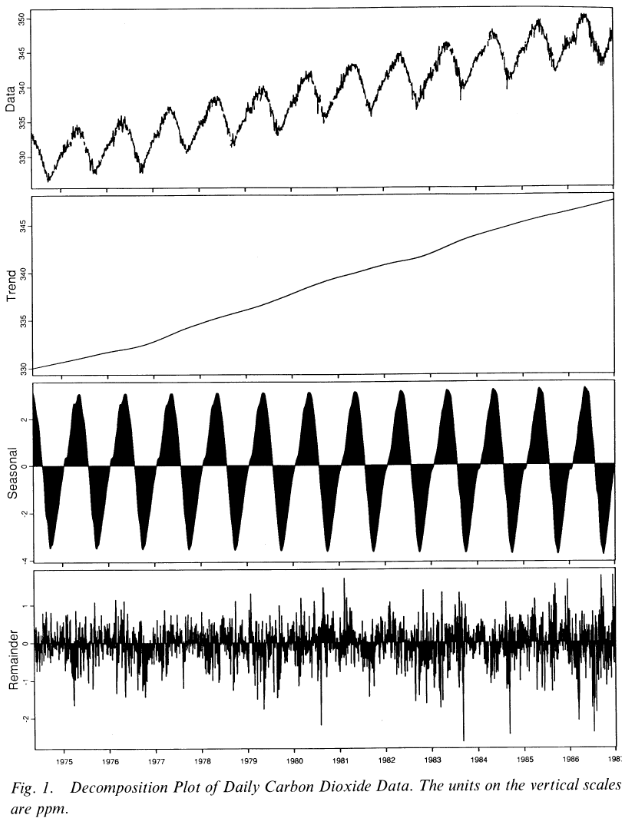 350
345
335
330
Data
345
340
335
330
Trend
2
0
-2
-4
Seasonal
1
0
-1
-2
Remainder
1975 1976 1977 1978 1979 1980 1981 1982 1983 1984 1985 1986 198
Fig. 1. Decomposition Plot of Daily Carbon Dioxide Data. The units on the vertical scales
are ppm.